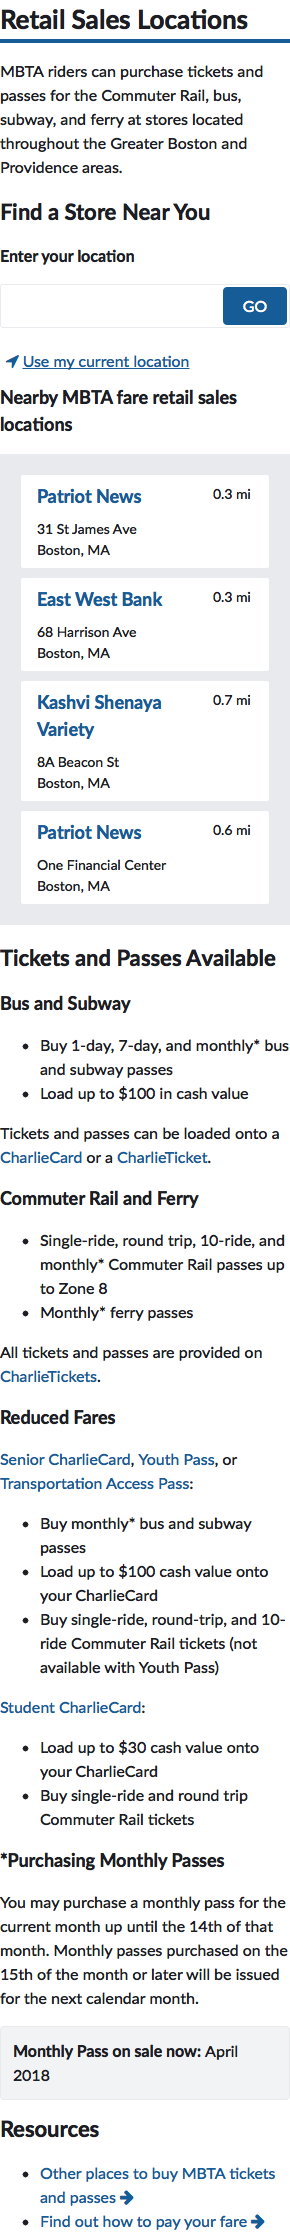 Retail Sales Locations
MBTA riders can purchase tickets and
passes for the Commuter Rail, bus,
subway, and ferry at stores located
throughout the Greater Boston and
Providence areas.
Find a Store Near You
Enter your location
GO
Use my current location
Nearby MBTA fare retail sales
locations
Patriot News 0.3 mi
31 St James Ave
Boston, MA
East West Bank 0.3 mi
68 Harrison Ave
Boston, MA
Kashvi Shenaya 0.7 mi
Variety
8A Beacon St
Boston, MA
Patriot News 0.6 mi
One Financial Center
Boston, MA
Tickets and Passes Available
Bus and Subway
• Buy 1-day, 7-day, and monthly* bus
and subway passes
• Load up to $100 in cash value
Tickets and passes can be loaded onto a
CharlieCard or a CharlieTicket.
Commuter Rail and Ferry
• Single-ride, round trip, 10-ride, and
monthly* Commuter Rail passes up
to Zone 8
• Monthly* ferry passes
All tickets and passes are provided on
CharlieTickets.
Reduced Fares
Senior CharlieCard, Youth Pass, or
Transportation Access Pass:
• Buy monthly* bus and subway
passes
• Load up to $100 cash value onto
your CharlieCard
• Buy single-ride, round-trip, and 10-
ride Commuter Rail tickets (not
available with Youth Pass)
Student CharlieCard:
• Load up to $30 cash value onto
your CharlieCard
• Buy single-ride and round trip
Commuter Rail tickets
*Purchasing Monthly Passes
You may purchase a monthly pass for the
current month up until the 14th of that
month. Monthly passes purchased on the
15th of the month or later will be issued
for the next calendar month.
Monthly Pass on sale now: April
2018
Resources
• Other places to buy MBTA tickets
and passes →
• Find out how to pay your fare →